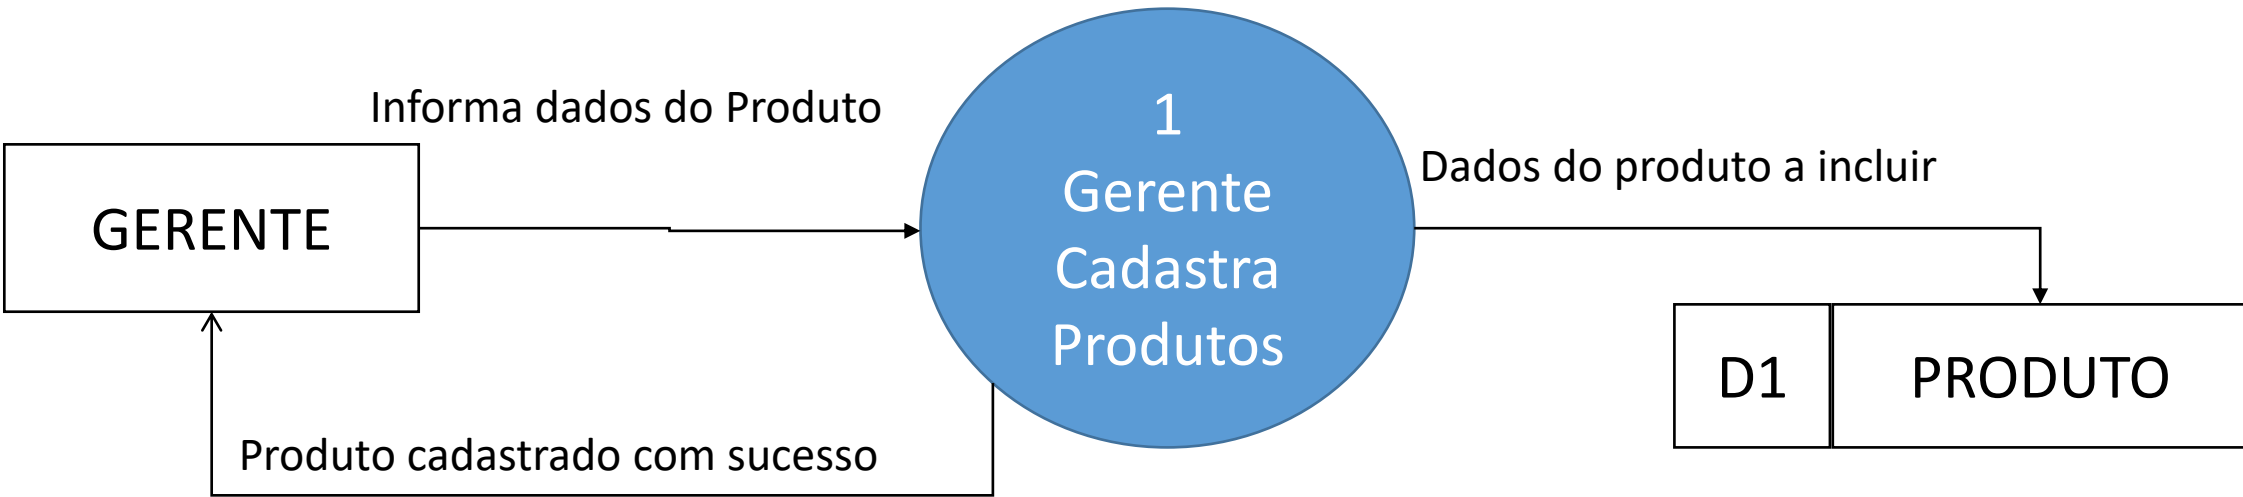 Informa dados do Produto
GERENTE
1
Gerente
Cadastra
Produtos
Dados do produto a incluir
D1
PRODUTO
Produto cadastrado com sucesso